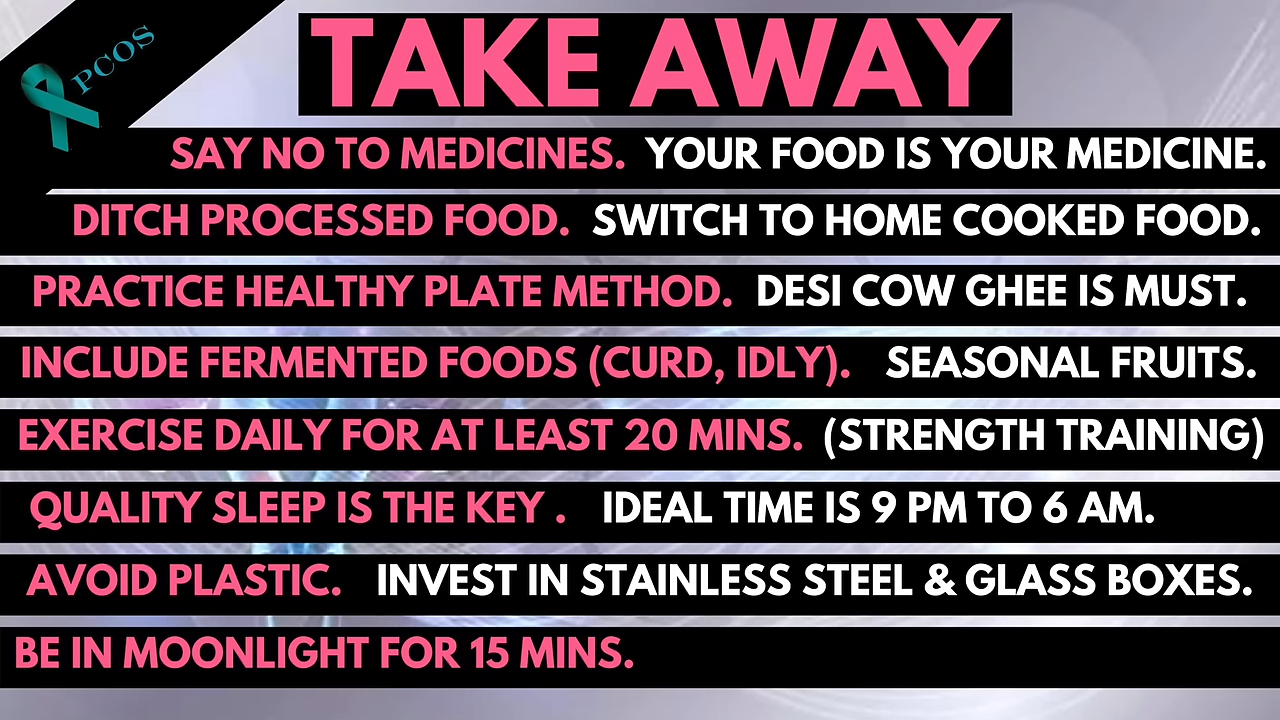 PCOS
TAKE AWAY
SAY NO TO MEDICINES. YOUR FOOD IS YOUR MEDICINE.
DITCH PROCESSED FOOD. SWITCH TO HOME COOKED FOOD.
PRACTICE HEALTHY PLATE METHOD. DESI COW GHEE IS MUST.
INCLUDE FERMENTED FOODS (CURD, IDLY). SEASONAL FRUITS.
EXERCISE DAILY FOR AT LEAST 20 MINS. (STRENGTH TRAINING)
QUALITY SLEEP IS THE KEY . IDEAL TIME IS 9 PM TO 6 AM.
AVOID PLASTIC. INVEST IN STAINLESS STEEL & GLASS BOXES.
BE IN MOONLIGHT FOR 15 MINS.